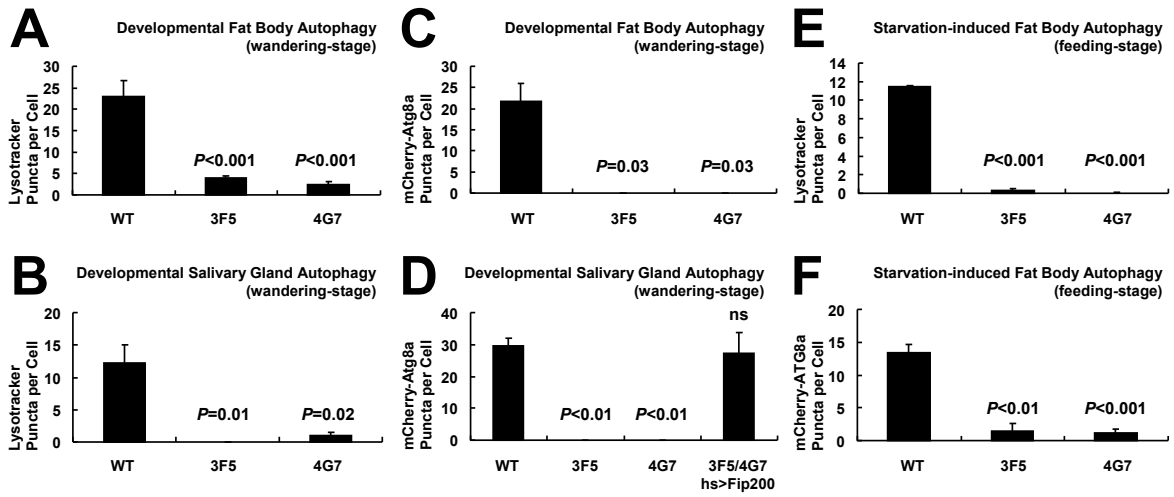 A
Developmental Fat Body Autophagy
(wandering-stage)
Lysotracker
Puncta per Cell
30
25
20
15
10
5
0
P<0.001
P<0.001
WT
3F5
4G7
C
Developmental Fat Body Autophagy
(wandering-stage)
mCherry-Atg8a
Puncta per Cell
30
25
20
15
10
5
0
P=0.03
P=0.03
WT
3F5
4G7
E
Starvation-induced Fat Body Autophagy
(feeding-stage)
Lysotracker
Puncta per Cell
14
12
10
8
6
4
2
0
P<0.001
P<0.001
WT
3F5
4G7
B
Developmental Salivary Gland Autophagy
(wandering-stage)
Lysotracker
Puncta per Cell
20
15
10
5
0
P=0.01
P=0.02
WT
3F5
4G7
D
Developmental Salivary Gland Autophagy
(wandering-stage)
mCherry-Atg8a
Puncta per Cell
40
30
20
10
0
P<0.01
P<0.01
ns
WT
3F5
4G7
3F5/4G7
hs>Fip200
F
Starvation-induced Fat Body Autophagy
(feeding-stage)
mCherry-ATG8a
Puncta per Cell
20
15
10
5
0
P<0.01
P<0.001
WT
3F5
4G7